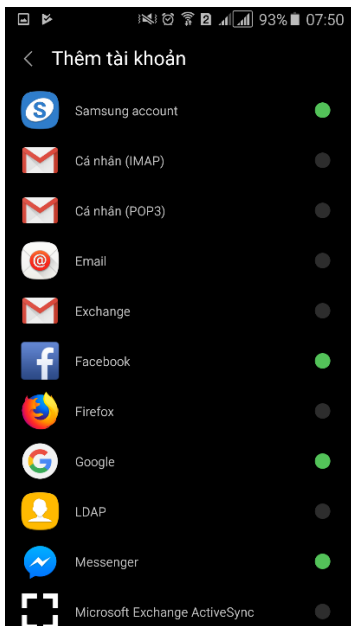 2 93% 07:50
Thêm tài khoản
Samsung account
Cá nhân (IMAP)
Cá nhân (POP3)
Email
Exchange
Facebook
Firefox
Google
LDAP
Messenger
Microsoft Exchange ActiveSync